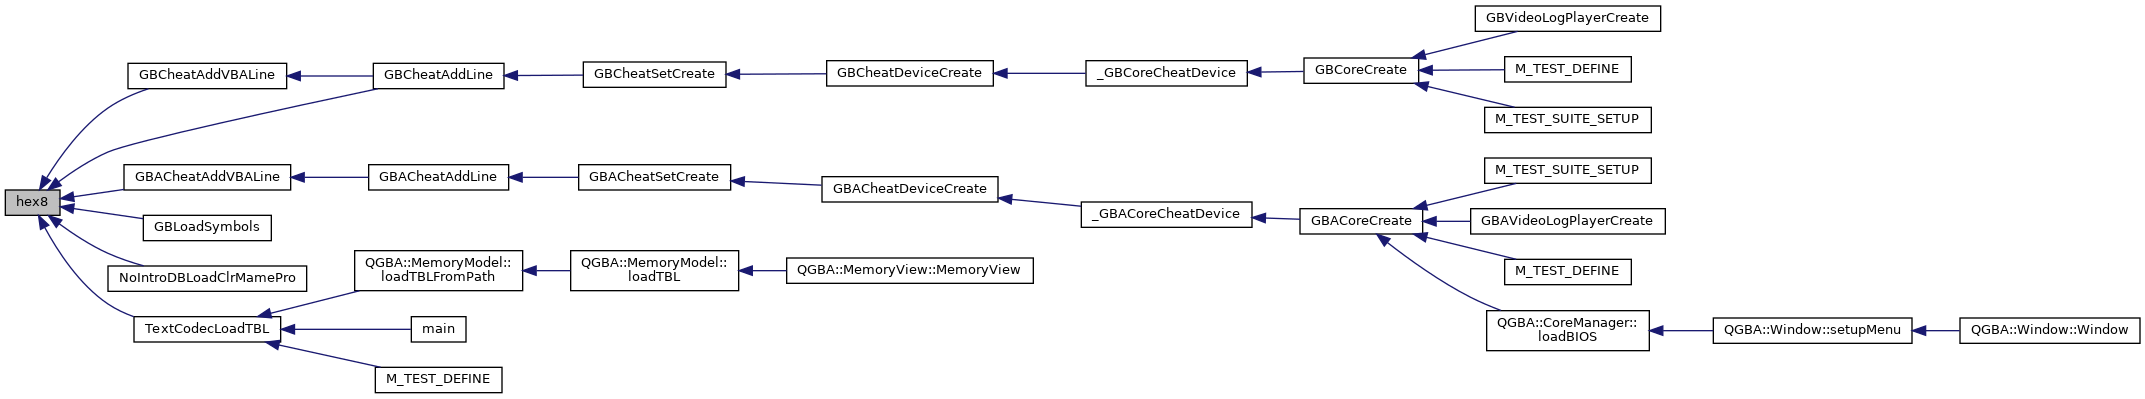 GBVideoLogPlayerCreate
GBCheatAddVBALine
GBCheatAddLine
GBCheatSetCreate
GBCheatDeviceCreate
_GBCoreCheatDevice
GBCoreCreate
M_TEST_DEFINE
M_TEST_SUITE_SETUP
hex8
GBACheatAddVBALine
GBACheatAddLine
GBACheatSetCreate
GBACheatDeviceCreate
_GBACoreCheatDevice
GBACoreCreate
M_TEST_SUITE_SETUP
GBAVideoLogPlayerCreate
M_TEST_DEFINE
QGBA::CoreManager::
loadBIOS
QGBA::Window::setupMenu
QGBA::Window::Window
GBLoadSymbols
NoIntroDBLoadClrMamePro
QGBA::MemoryModel::
loadTBLFromPath
QGBA::MemoryModel::
loadTBL
QGBA::MemoryView::MemoryView
TextCodecLoadTBL
main
M_TEST_DEFINE